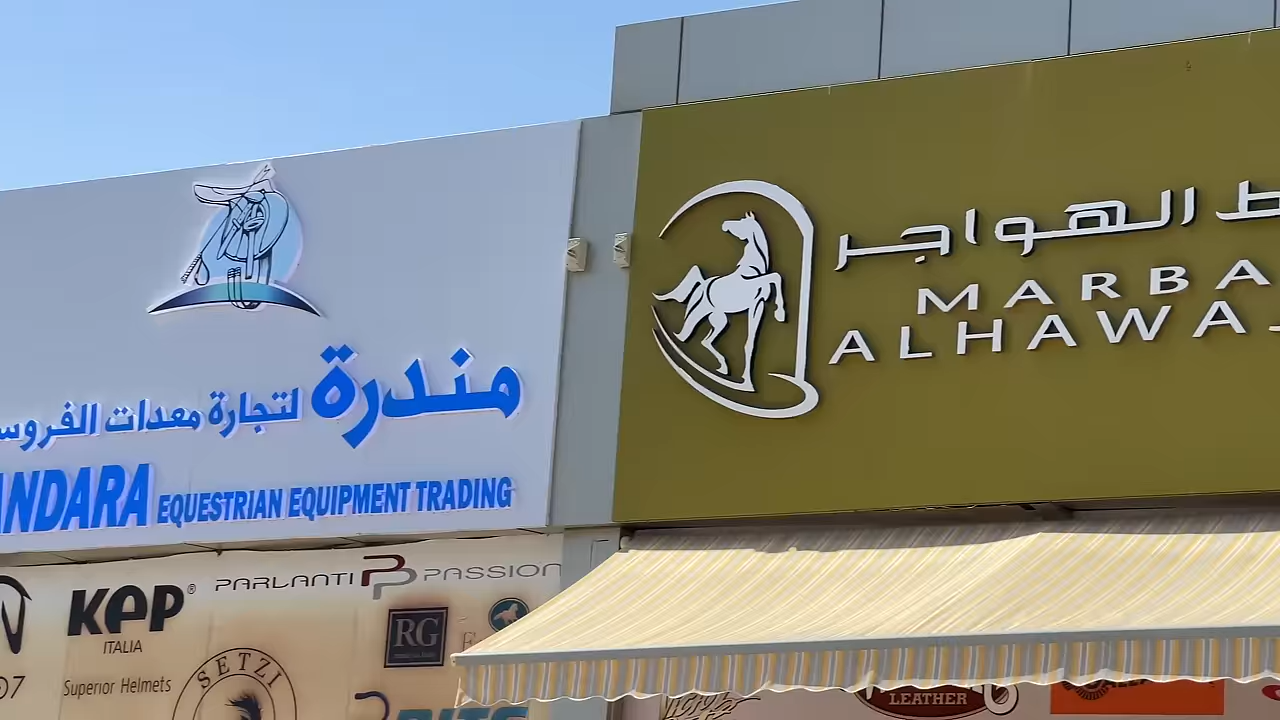 مندرة لتجارة معدات الفروس
ANDARA EQUESTRIAN EQUIPMENT TRADING
ط الهواجر
MARBA
ALHAWA
KEP®
ITALIA
Superior Helmets
PARLANTI PASSION
RG
SETZI
LEATHER